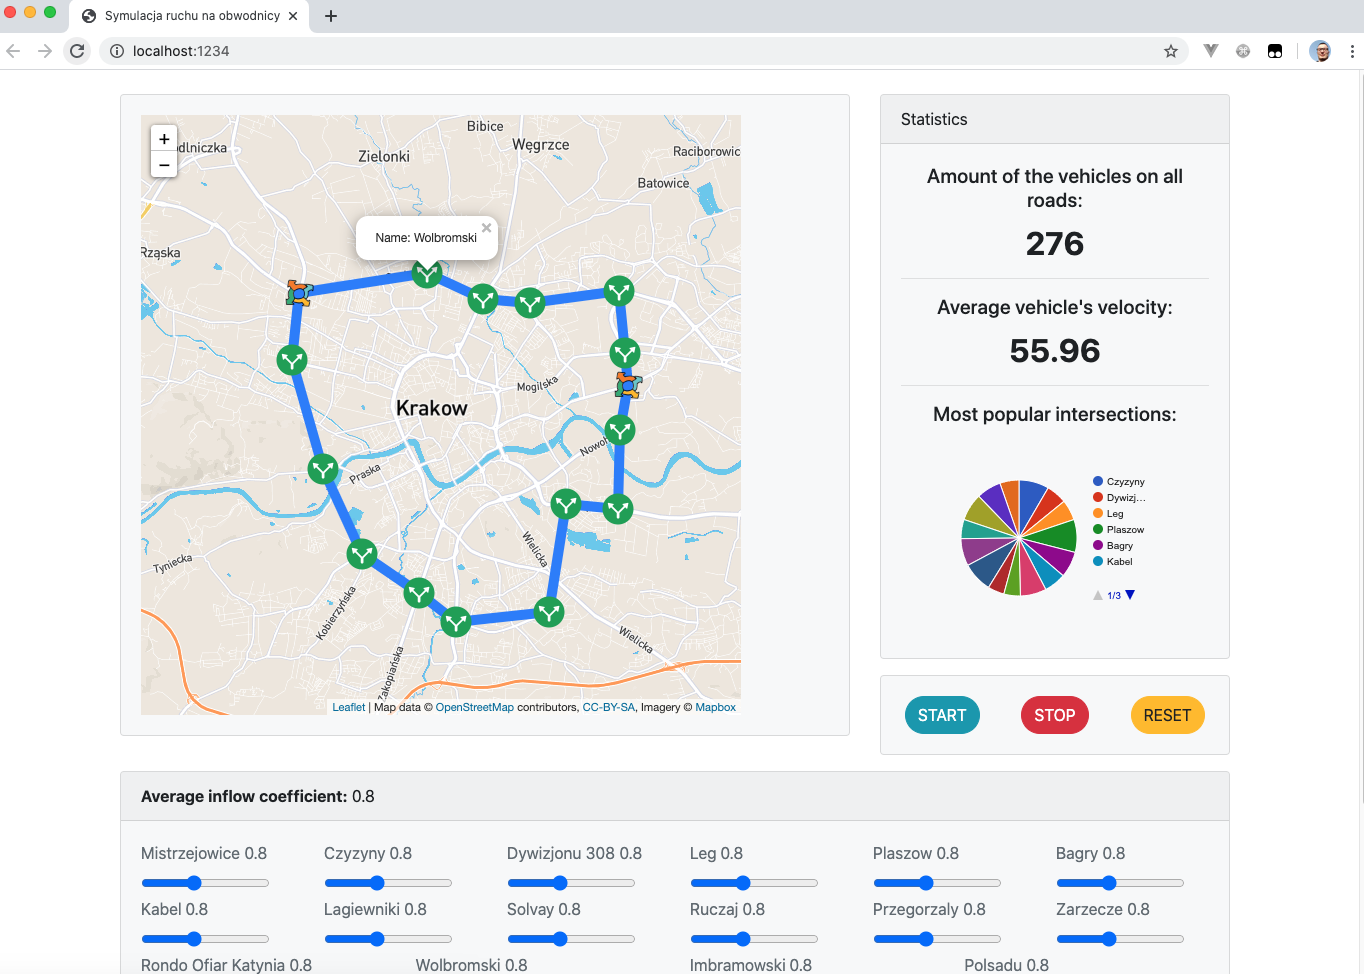 Symulacja ruchu na obwodnicy
localhost:1234
+
−
odlniczka
Bibice
Węgrzce
Zielonki
Raciborowic
Batowice
Rząska
Name: Wolbromski ×
Mogilska
Krakow
Nowoh
Praska
Wielicka
Tyniecka
Kobierzyńska
Wielicka
Zakopiańska
Leaflet | Map data © OpenStreetMap contributors, CC-BY-SA, Imagery © Mapbox
Statistics
Amount of the vehicles on all
roads:
276
Average vehicle's velocity:
55.96
Most popular intersections:
Czyzyny
Dywizj...
Leg
Plaszow
Bagry
Kabel
1/3
START STOP RESET
Average inflow coefficient: 0.8
Mistrzejowice 0.8 Czyzyny 0.8 Dywizjonu 308 0.8 Leg 0.8 Plaszow 0.8 Bagry 0.8
Kabel 0.8 Lagiewniki 0.8 Solvay 0.8 Ruczaj 0.8 Przegorzaly 0.8 Zarzecze 0.8
Rondo Ofiar Katynia 0.8 Wolbromski 0.8 Imbramowski 0.8 Polsadu 0.8